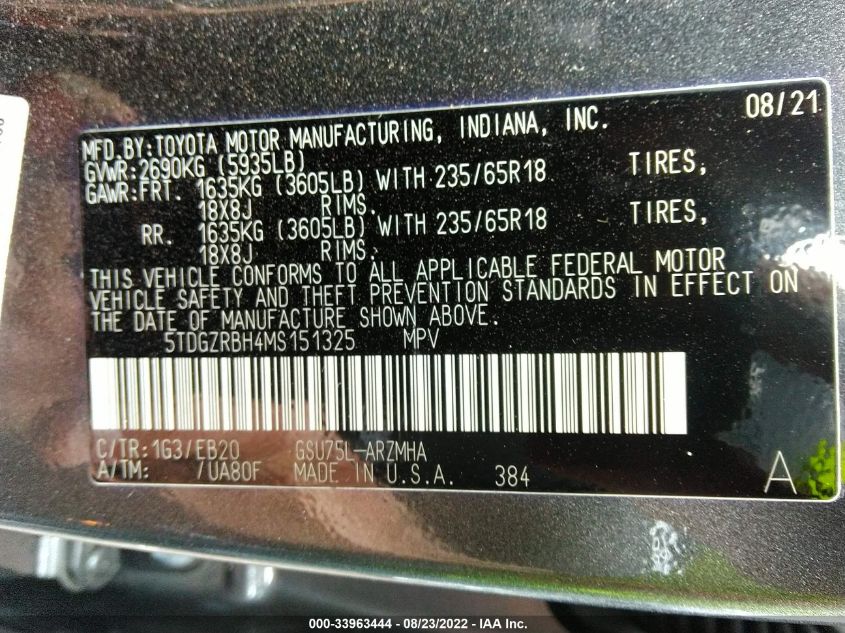 08/21
MFD.BY:TOYOTA MOTOR MANUFACTURING, INDIANA, INC.
GVWR:2690KG (5935LB)
GAWR:FRT. 1635KG (3605LB) WITH 235/65R18 TIRES,
18X8J RIMS.
RR. 1635KG (3605LB) WITH 235/65R18 TIRES,
18X8J RIMS.
THIS VEHICLE CONFORMS TO ALL APPLICABLE FEDERAL MOTOR
VEHICLE SAFETY AND THEFT PREVENTION STANDARDS IN EFFECT ON
THE DATE OF MANUFACTURE SHOWN ABOVE.
5TDGZRBH4MS151325 MPV
C/TR:1G3/EB20 GSU75L-ARZMHA
A/TM: /UA80F MADE IN U.S.A. 384 A
000-33963444 - 08/23/2022 - IAA Inc.